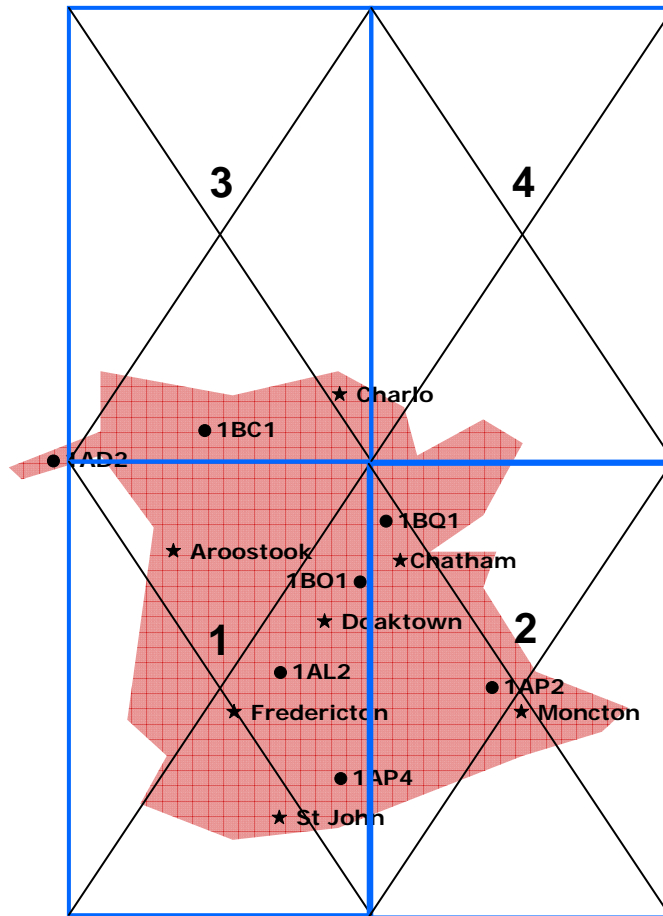 3
4
Charlo
1BC1
1AD2
1BQ1
Aroostook
Chatham
1BO1
Doaktown
1
2
1AL2
1AP2
Fredericton
Moncton
1AP4
St John